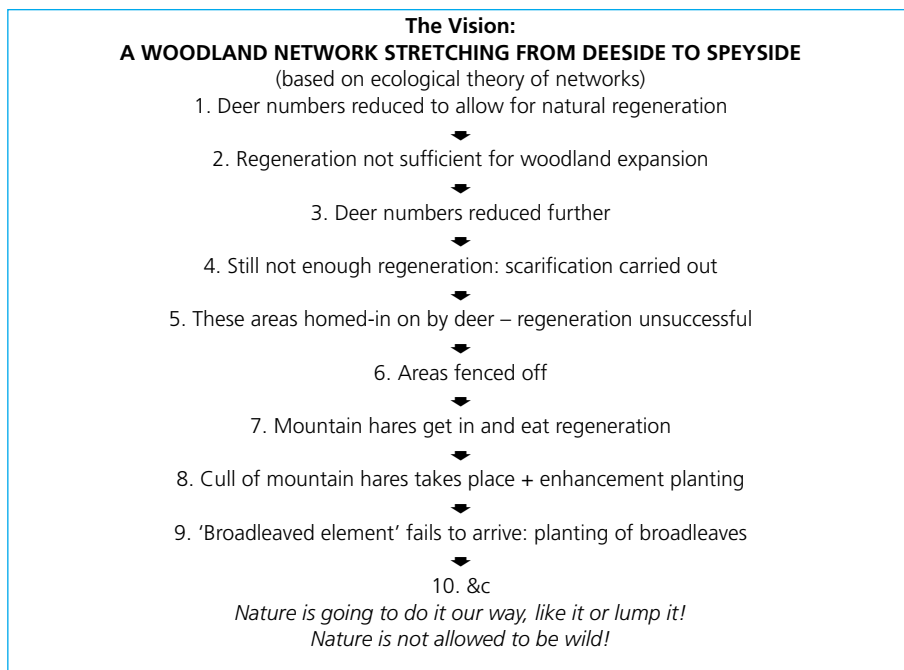 The Vision:
A WOODLAND NETWORK STRETCHING FROM DEESIDE TO SPEYSIDE
(based on ecological theory of networks)
1. Deer numbers reduced to allow for natural regeneration
2. Regeneration not sufficient for woodland expansion
3. Deer numbers reduced further
4. Still not enough regeneration: scarification carried out
5. These areas homed-in on by deer – regeneration unsuccessful
6. Areas fenced off
7. Mountain hares get in and eat regeneration
8. Cull of mountain hares takes place + enhancement planting
9. ‘Broadleaved element’ fails to arrive: planting of broadleaves
10. &c
Nature is going to do it our way, like it or lump it!
Nature is not allowed to be wild!